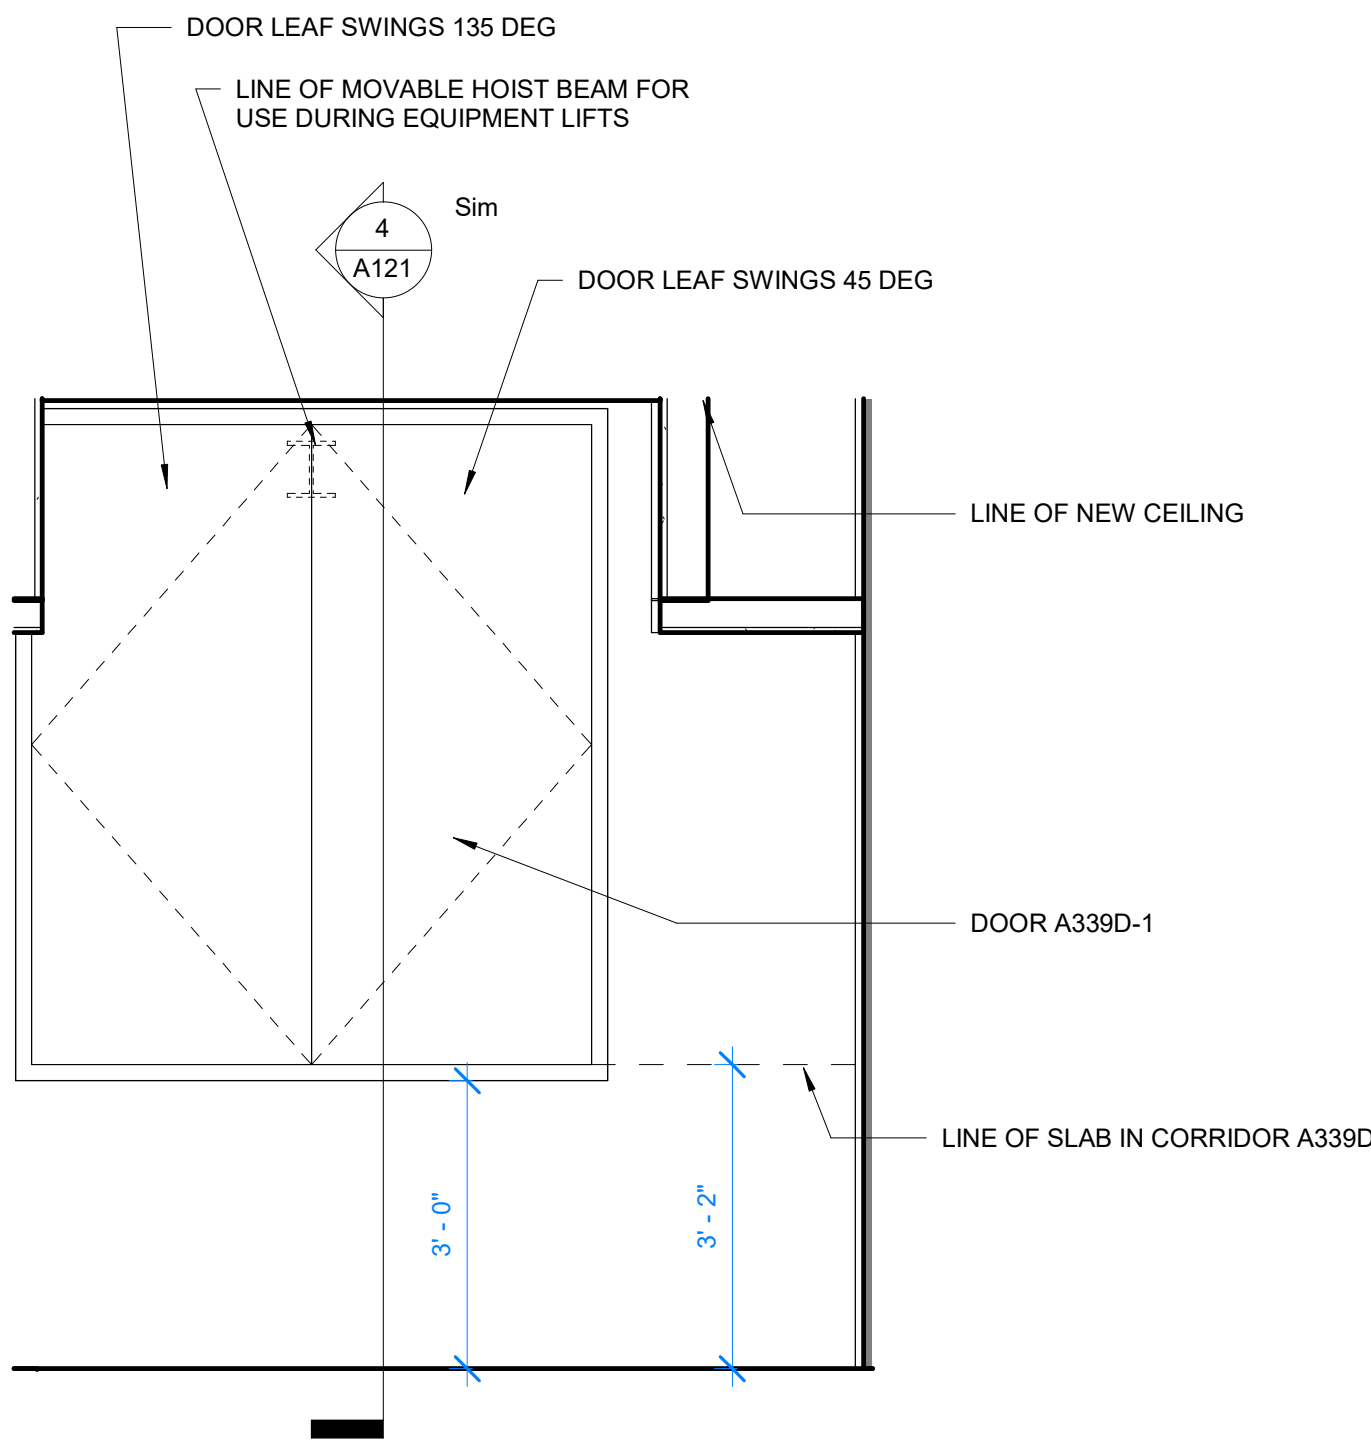 DOOR LEAF SWINGS 135 DEG
LINE OF MOVABLE HOIST BEAM FOR
USE DURING EQUIPMENT LIFTS
Sim
4
A121
DOOR LEAF SWINGS 45 DEG
LINE OF NEW CEILING
DOOR A339D-1
LINE OF SLAB IN CORRIDOR A339D
3' - 0"
3' - 2"